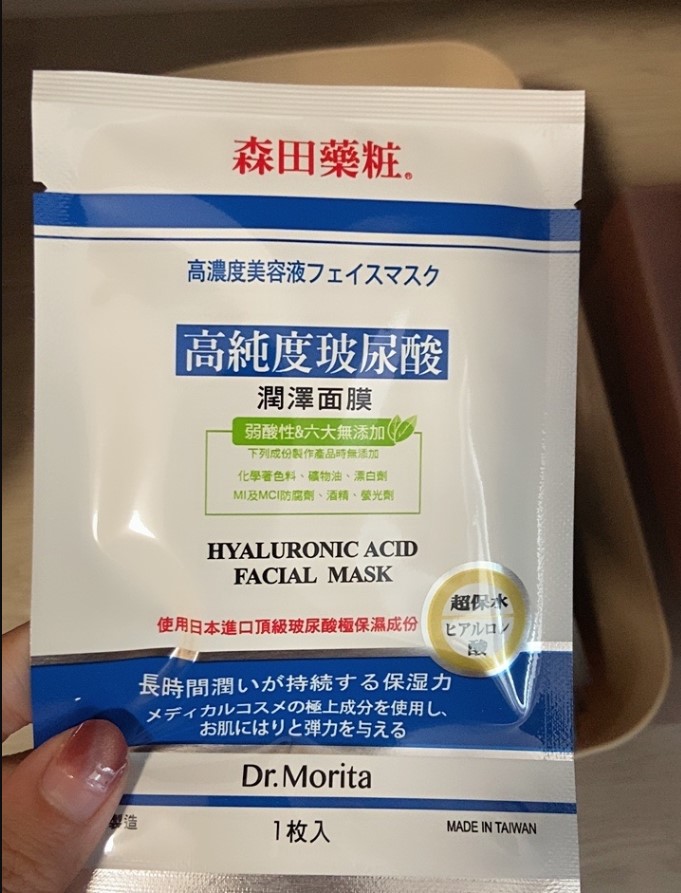 森田藥粧®
高濃度美容液フェイスマスク
高純度玻尿酸
潤澤面膜
弱酸性&六大無添加
下列成份製作產品時無添加
化學著色料、礦物油、漂白劑
MI及MCI防腐劑、酒精、螢光劑
HYALURONIC ACID
FACIAL MASK
使用日本進口頂級玻尿酸極保濕成份
超保水
ヒアルロン
酸
長時間潤いが持続する保湿力
メディカルコスメの極上成分を使用し、
お肌にはりと弾力を与える
Dr.Morita
製造
1枚入
MADE IN TAIWAN